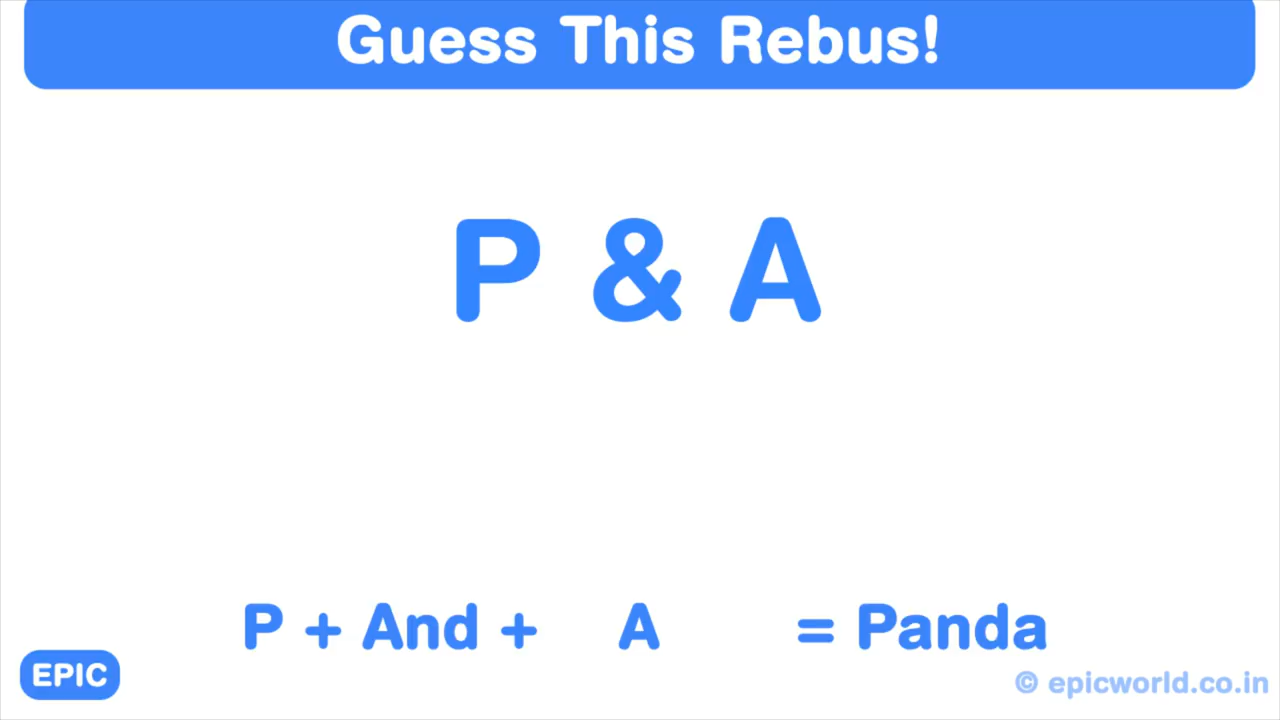 Guess This Rebus!
P & A
P + And + A = Panda
EPIC
© epicworld.co.in